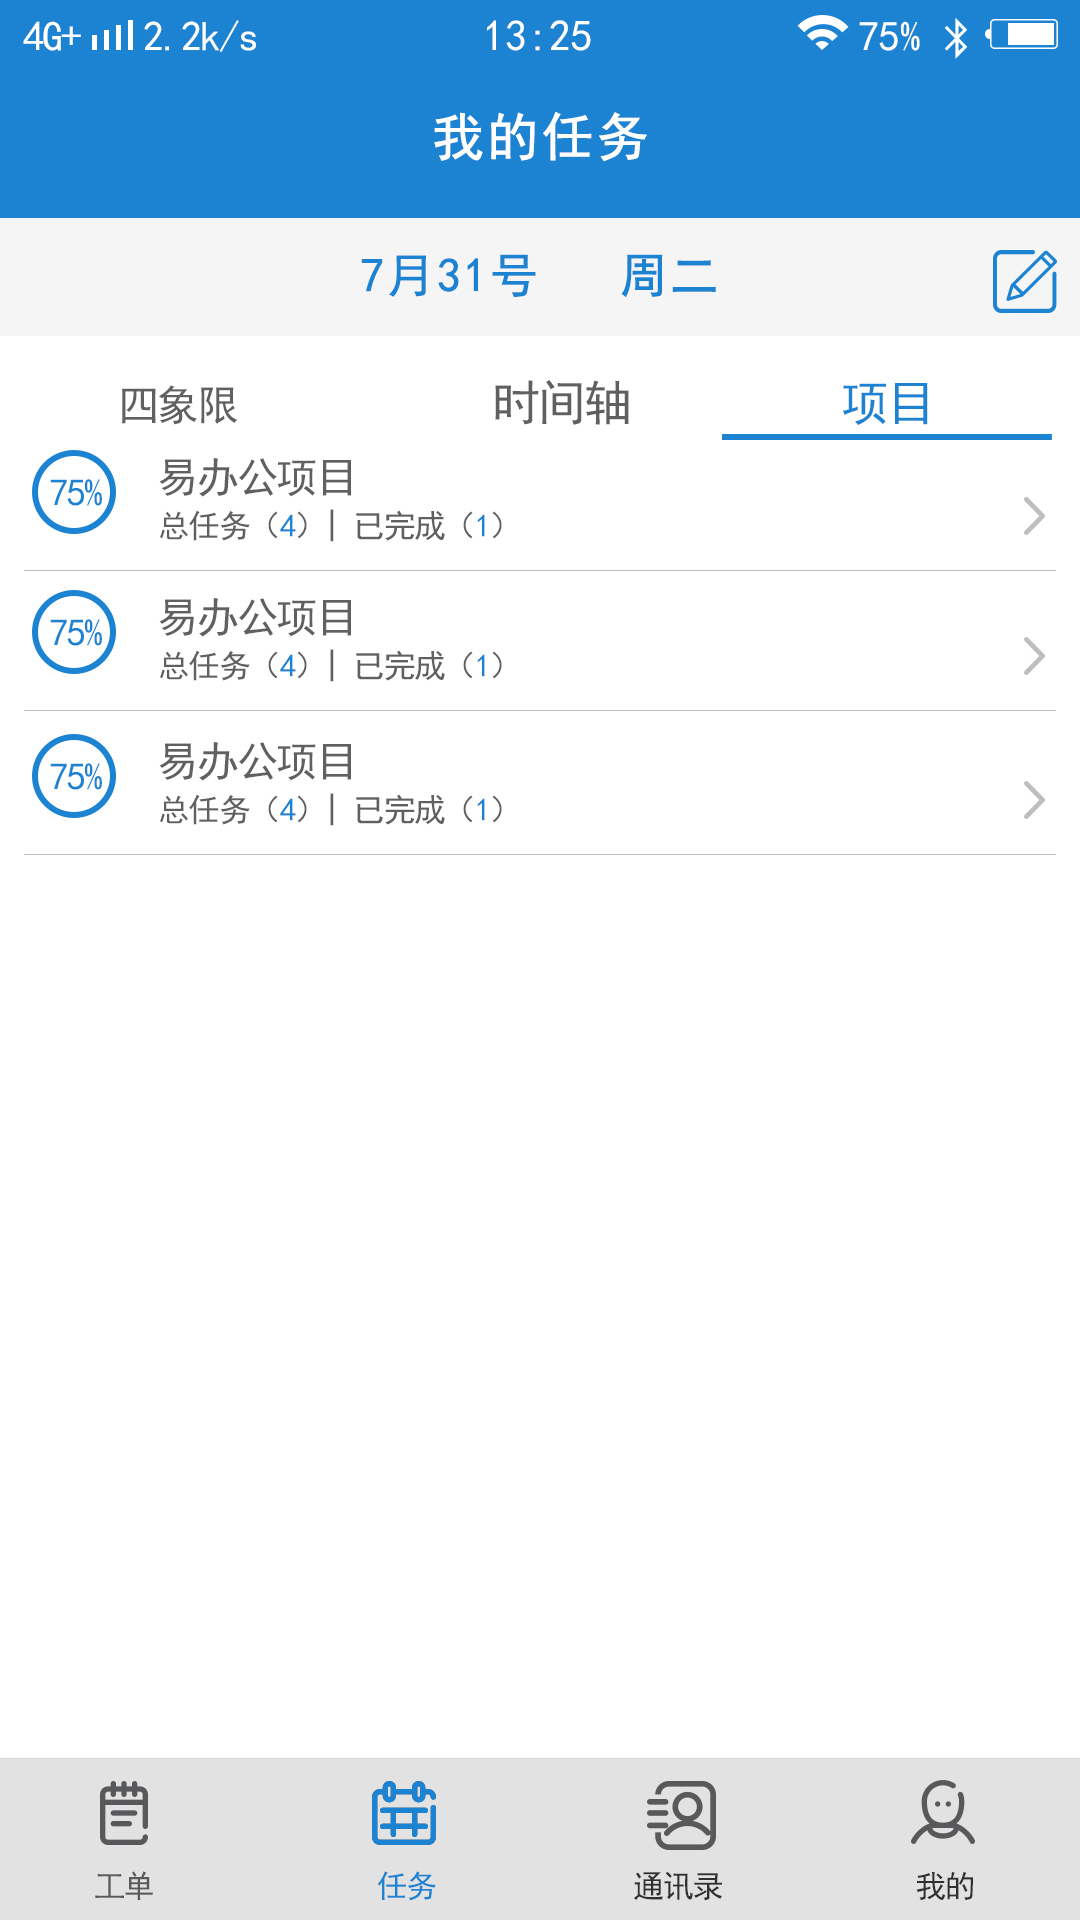 4G+ 2.2k/s 13:25 75%
我的任务
7月31号 周二
四象限 时间轴 项目
75% 易办公项目
总任务（4）| 已完成（1）
75% 易办公项目
总任务（4）| 已完成（1）
75% 易办公项目
总任务（4）| 已完成（1）
工单 任务 通讯录 我的